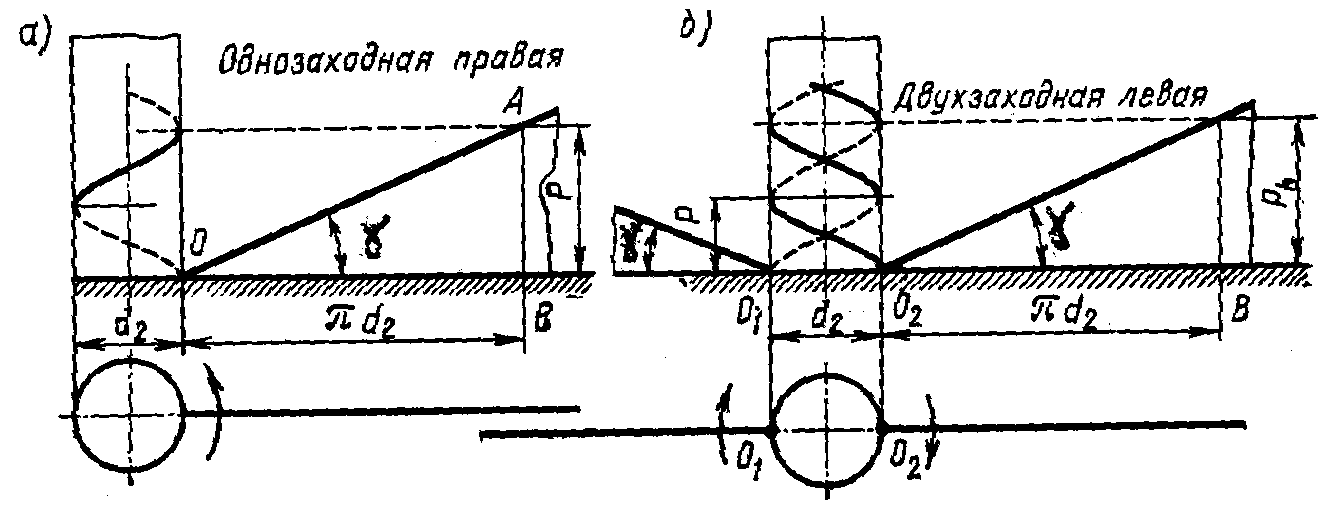 а)
Однозаходная правая
A
O
P
d₂
πd₂
B
б)
Двухзаходная левая
P
Pₕ
O₁
d₂
O₂
πd₂
B
O₁
O₂